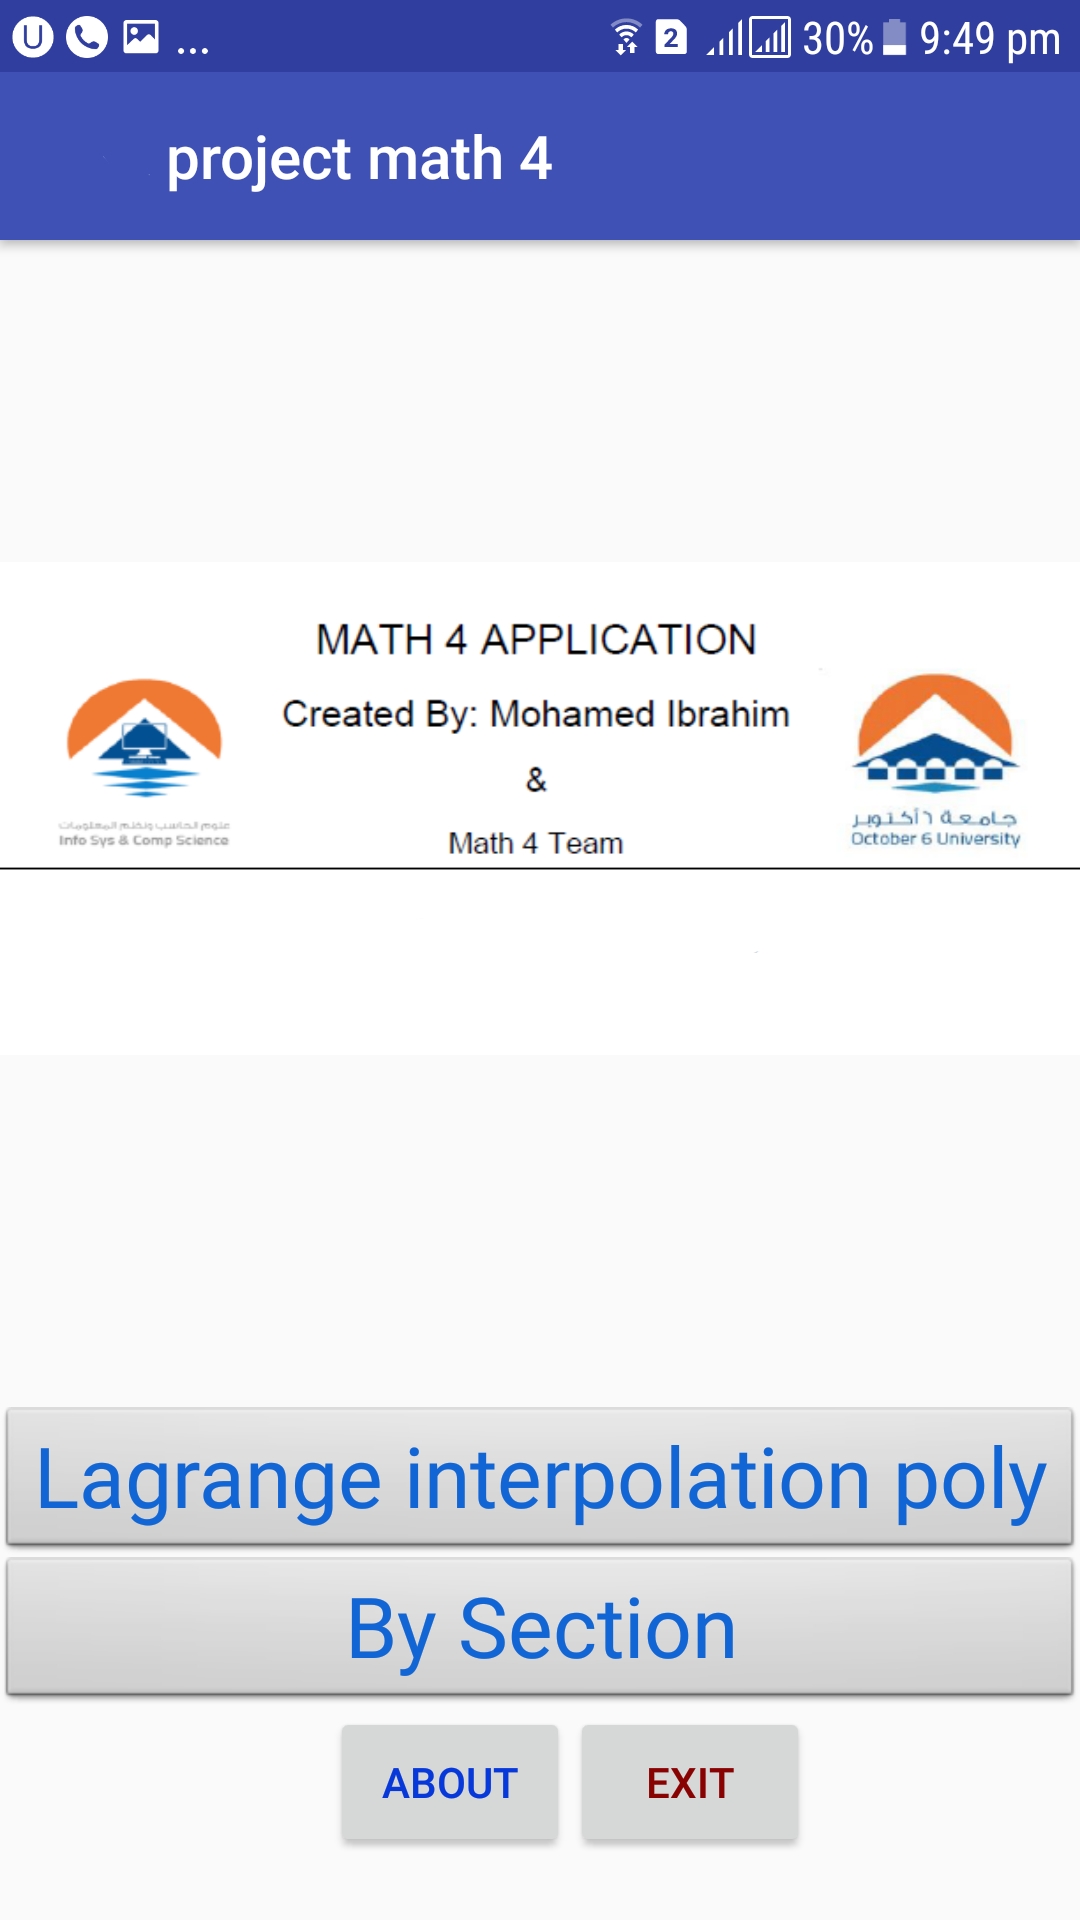 ... 2 30% 9:49 pm
project math 4
MATH 4 APPLICATION
Created By: Mohamed Ibrahim
&
Math 4 Team
علوم الحاسب ونظم المعلومات
Info Sys & Comp Science
جامعة ٦ أكتوبر
October 6 University
Lagrange interpolation poly
By Section
ABOUT EXIT